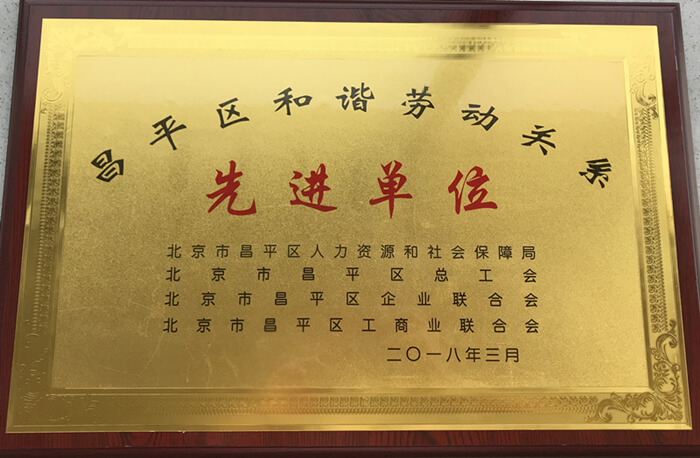 昌平区和谐劳动关系
先进单位
北京市昌平区人力资源和社会保障局
北京市昌平区总工会
北京市昌平区企业联合会
北京市昌平区工商业联合会
二〇一八年三月